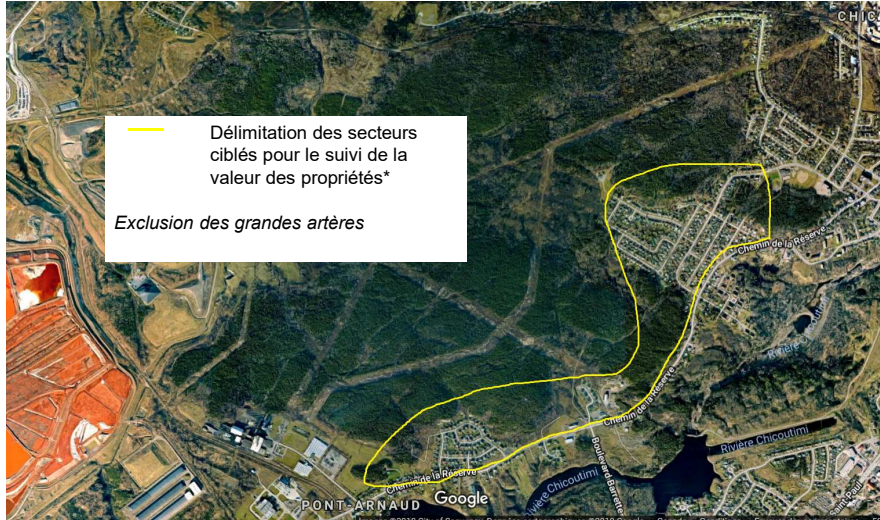 CHIC
Délimitation des secteurs
ciblés pour le suivi de la
valeur des propriétés*
Exclusion des grandes artères
Chemin de la Réserve
Rivière Chicoutimi
Chemin de la Réserve
Boulevard-Barrette
Rivière Chicoutimi
Chemin de la Réserve
Rivière Chicoutimi
PONT-ARNAUD
Google
Saint-Paul